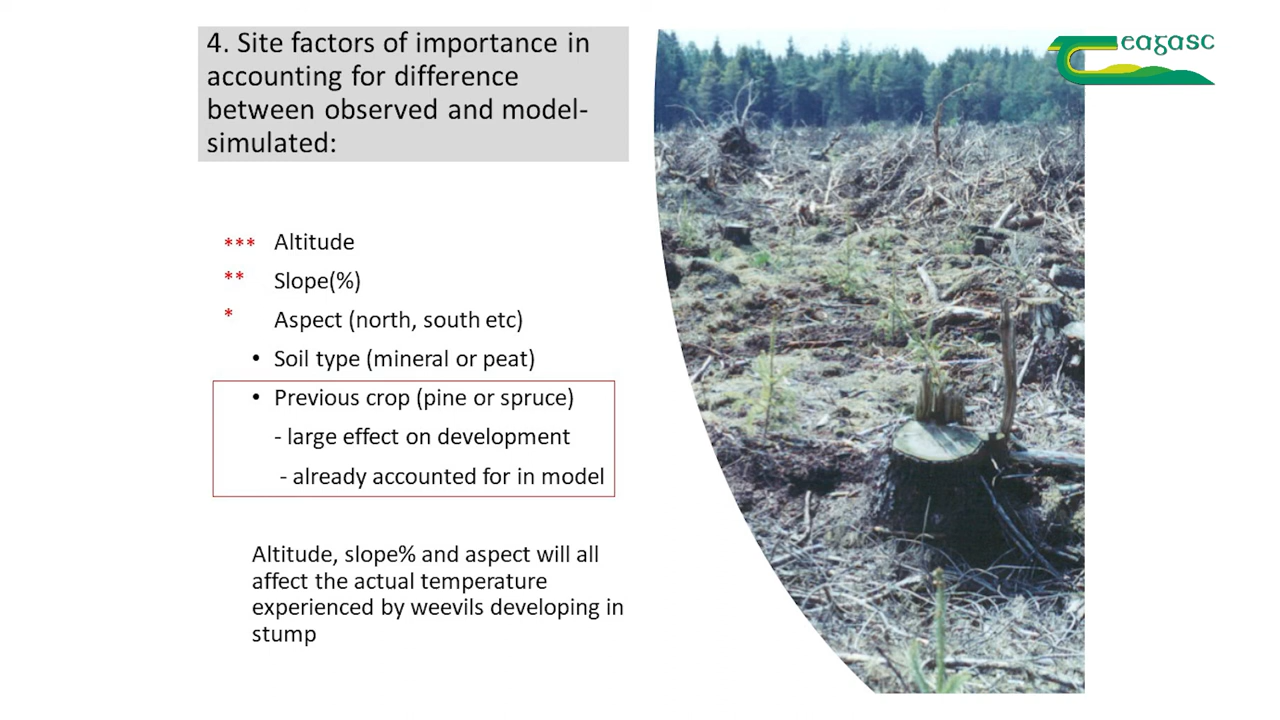 4. Site factors of importance in
accounting for difference
between observed and model-
simulated:
eagasc
*** Altitude
** Slope(%)
* Aspect (north, south etc)
• Soil type (mineral or peat)
• Previous crop (pine or spruce)
- large effect on development
- already accounted for in model
Altitude, slope% and aspect will all
affect the actual temperature
experienced by weevils developing in
stump